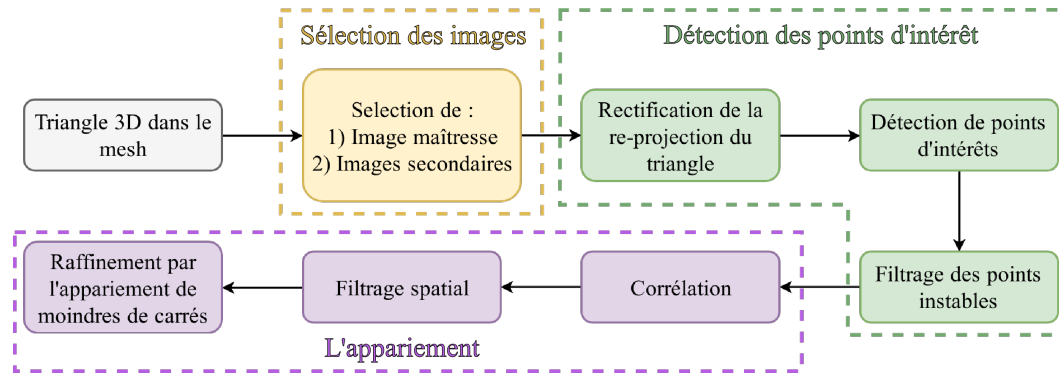 Sélection des images
Détection des points d'intérêt
Triangle 3D dans le
mesh
Selection de :
1) Image maîtresse
2) Images secondaires
Rectification de la
re-projection du
triangle
Détection de points
d'intérêts
Filtrage des points
instables
Corrélation
Filtrage spatial
Raffinement par
l'appariement de
moindres de carrés
L'appariement